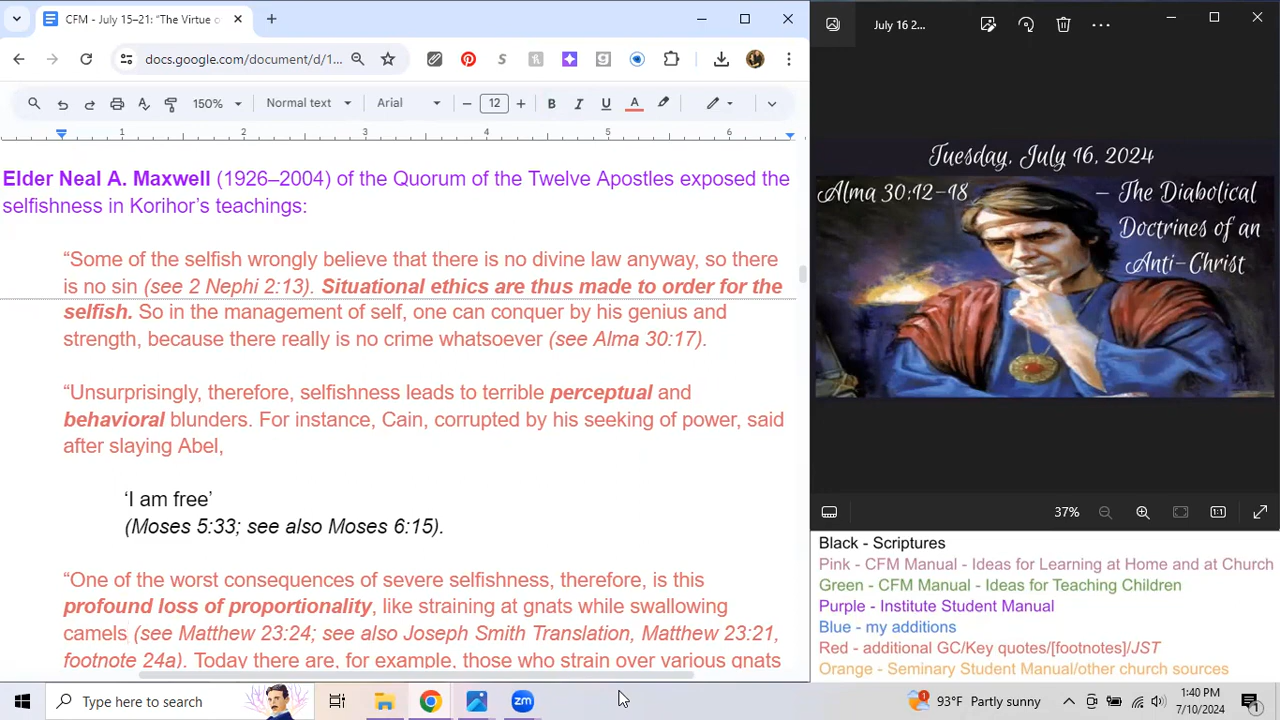 CFM - July 15–21: “The Virtue o
docs.google.com/document/d/1...
150%
Normal text
Arial
12
1 2 3 4 5 6
Elder Neal A. Maxwell (1926–2004) of the Quorum of the Twelve Apostles exposed the
selfishness in Korihor’s teachings:
“Some of the selfish wrongly believe that there is no divine law anyway, so there
is no sin (see 2 Nephi 2:13). Situational ethics are thus made to order for the
selfish. So in the management of self, one can conquer by his genius and
strength, because there really is no crime whatsoever (see Alma 30:17).
“Unsurprisingly, therefore, selfishness leads to terrible perceptual and
behavioral blunders. For instance, Cain, corrupted by his seeking of power, said
after slaying Abel,
‘I am free’
(Moses 5:33; see also Moses 6:15).
“One of the worst consequences of severe selfishness, therefore, is this
profound loss of proportionality, like straining at gnats while swallowing
camels (see Matthew 23:24; see also Joseph Smith Translation, Matthew 23:21,
footnote 24a). Today there are, for example, those who strain over various gnats
July 16 2...
Tuesday, July 16, 2024
Alma 30:12-18
– The Diabolical
Doctrines of an
Anti-Christ
37%
1:1
Black - Scriptures
Pink - CFM Manual - Ideas for Learning at Home and at Church
Green - CFM Manual - Ideas for Teaching Children
Purple - Institute Student Manual
Blue - my additions
Red - additional GC/Key quotes/[footnotes]/JST
Orange - Seminary Student Manual/other church sources
Type here to search
zm
1
93°F Partly sunny
1:40 PM
7/10/2024
1